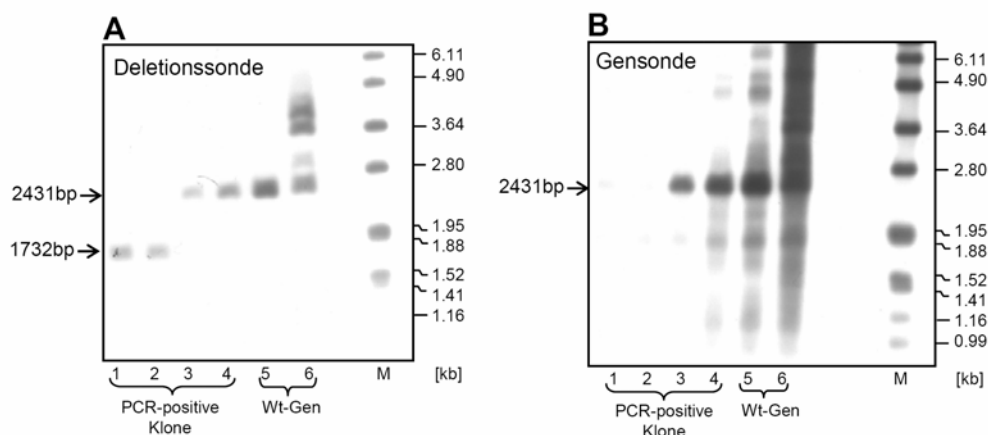 A
Deletionssonde
2431bp
1732bp
6.11
4.90
3.64
2.80
1.95
1.88
1.52
1.41
1.16
1 2 3 4 5 6 M [kb]
PCR-positive
Klone
Wt-Gen
B
Gensonde
2431bp
6.11
4.90
3.64
2.80
1.95
1.88
1.52
1.41
1.16
0.99
1 2 3 4 5 6 M [kb]
PCR-positive
Klone
Wt-Gen